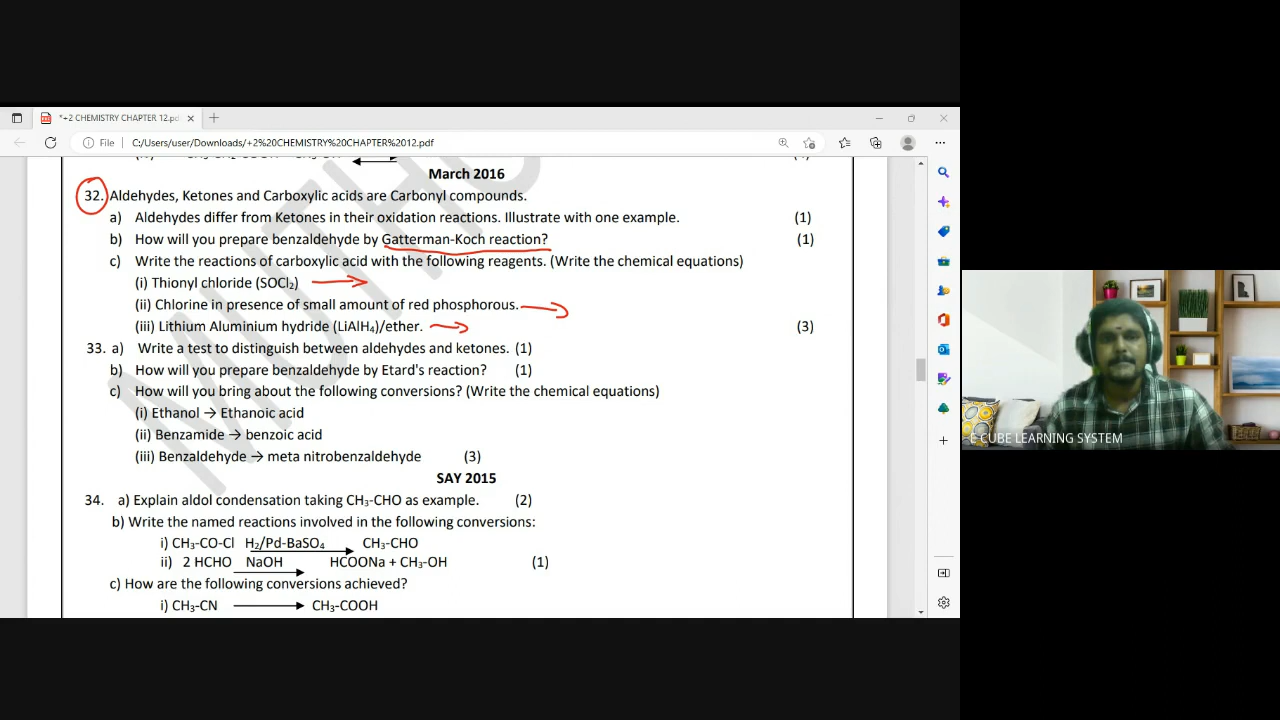 *+2 CHEMISTRY CHAPTER 12.pd
File C:/Users/user/Downloads/+2%20CHEMISTRY%20CHAPTER%2012.pdf
March 2016
32. Aldehydes, Ketones and Carboxylic acids are Carbonyl compounds.
a) Aldehydes differ from Ketones in their oxidation reactions. Illustrate with one example. (1)
b) How will you prepare benzaldehyde by Gatterman-Koch reaction? (1)
c) Write the reactions of carboxylic acid with the following reagents. (Write the chemical equations)
(i) Thionyl chloride (SOCl₂)
(ii) Chlorine in presence of small amount of red phosphorous.
(iii) Lithium Aluminium hydride (LiAlH₄)/ether. (3)
33. a) Write a test to distinguish between aldehydes and ketones. (1)
b) How will you prepare benzaldehyde by Etard's reaction? (1)
c) How will you bring about the following conversions? (Write the chemical equations)
(i) Ethanol → Ethanoic acid
(ii) Benzamide → benzoic acid
(iii) Benzaldehyde → meta nitrobenzaldehyde (3)
SAY 2015
34. a) Explain aldol condensation taking CH₃-CHO as example. (2)
b) Write the named reactions involved in the following conversions:
i) CH₃-CO-Cl H₂/Pd-BaSO₄ CH₃-CHO
ii) 2 HCHO NaOH HCOONa + CH₃-OH (1)
c) How are the following conversions achieved?
i) CH₃-CN CH₃-COOH
CUBE LEARNING SYSTEM